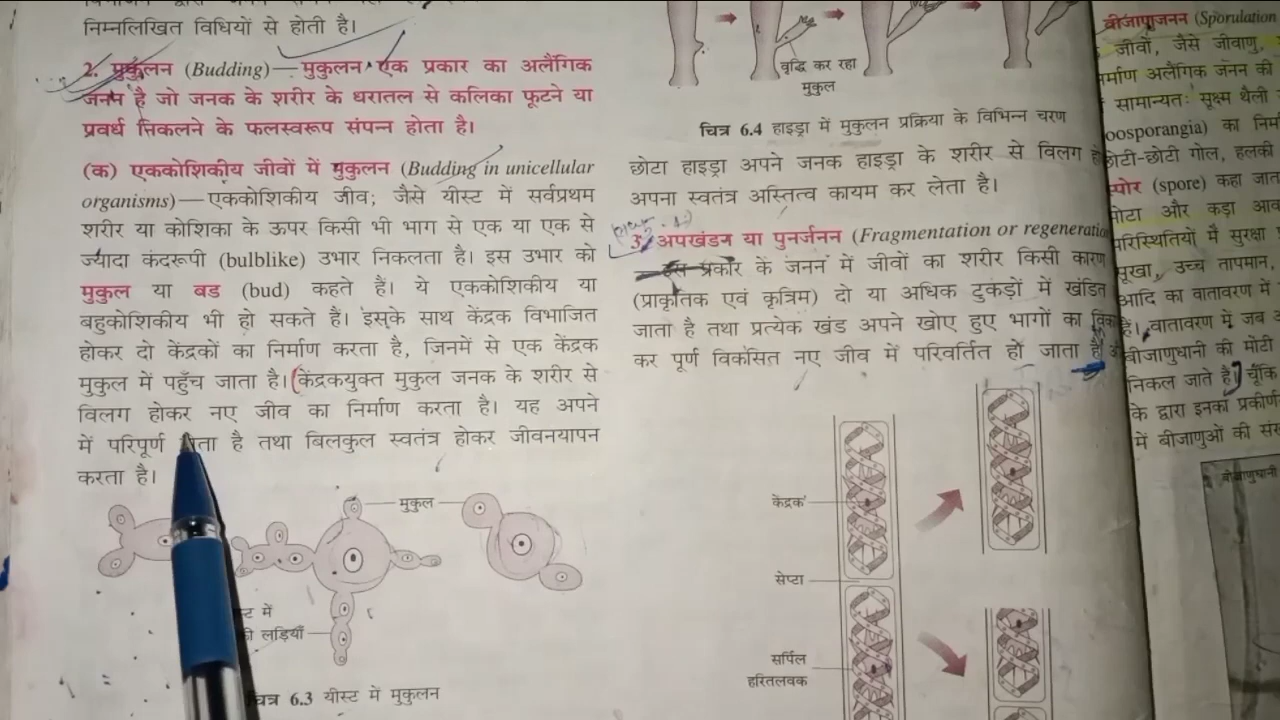 निम्नलिखित विधियों से होती है।
2. मुकुलन (Budding)—मुकुलन एक प्रकार का अलैंगिक
जनन है जो जनक के शरीर के धरातल से कलिका फूटने या
प्रवर्ध निकलने के फलस्वरूप संपन्न होता है।
(क) एककोशिकीय जीवों में मुकुलन (Budding in unicellular
organisms)—एककोशिकीय जीव; जैसे यीस्ट में सर्वप्रथम
शरीर या कोशिका के ऊपर किसी भी भाग से एक या एक से
ज्यादा कंदरूपी (bulblike) उभार निकलता है। इस उभार को
मुकुल या बड (bud) कहते हैं। ये एककोशिकीय या
बहुकोशिकीय भी हो सकते हैं। इसके साथ केंद्रक विभाजित
होकर दो केंद्रकों का निर्माण करता है, जिनमें से एक केंद्रक
मुकुल में पहुँच जाता है। केंद्रकयुक्त मुकुल जनक के शरीर से
विलग होकर नए जीव का निर्माण करता है। यह अपने
में परिपूर्ण होता है तथा बिलकुल स्वतंत्र होकर जीवनयापन
करता है।
मुकुल
स्ट में
लड़ियाँ
चित्र 6.3 यीस्ट में मुकुलन
वृद्धि कर रहा
मुकुल
चित्र 6.4 हाइड्रा में मुकुलन प्रक्रिया के विभिन्न चरण
छोटा हाइड्रा अपने जनक हाइड्रा के शरीर से विलग
अपना स्वतंत्र अस्तित्व कायम कर लेता है।
3. अपखंडन या पुनर्जनन (Fragmentation or regeneratio
इस प्रकार के जनन में जीवों का शरीर किसी कारण
(प्राकृतिक एवं कृत्रिम) दो या अधिक टुकड़ों में खंडित
जाता है तथा प्रत्येक खंड अपने खोए हुए भागों का
कर पूर्ण विकसित नए जीव में परिवर्तित हो जाता है।
केंद्रक
सेप्टा
सर्पिल
हरितलवक
बीजाणुजनन (Sporulation
जीवों, जैसे जीवाणु,
अलैंगिक जनन की
सामान्यतः सूक्ष्म थैली
oosporangia) का
छोटी-छोटी गोल, हलकी
स्पोर (spore) कहा जात
मोटा और कड़ा
परिस्थितियों में सुरक्षा
सूखा, उच्च तापमान,
आदि का वातावरण में
हैं। वातावरण में जब
बीजाणुधानी की मोटी
निकल जाते हैं। चूँकि
के द्वारा इनका प्रकीर्ण
में बीजाणुओं की
बीजाणुधानी